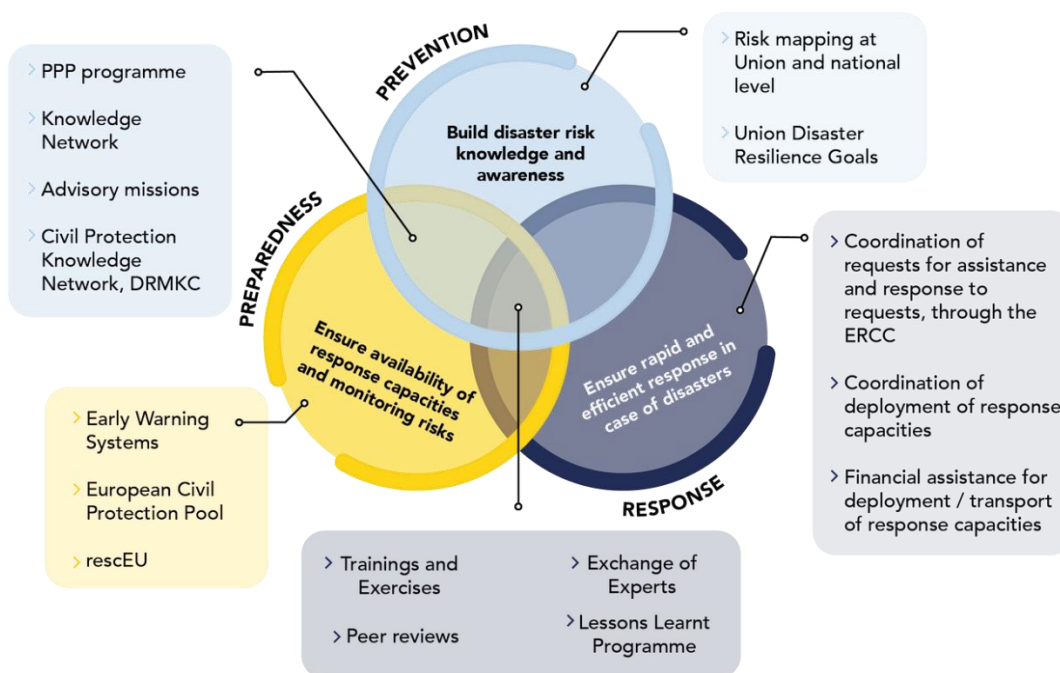 PREVENTION
PPP programme
Knowledge
Network
Advisory missions
Civil Protection
Knowledge
Network, DRMKC
Build disaster risk
knowledge and
awareness
Risk mapping at
Union and national
level
Union Disaster
Resilience Goals
PREPAREDNESS
Ensure availability of
response capacities
and monitoring risks
Ensure rapid and
efficient response in
case of disasters
RESPONSE
Coordination of
requests for assistance
and response to
requests, through the
ERCC
Coordination of
deployment of response
capacities
Financial assistance for
deployment / transport
of response capacities
Early Warning
Systems
European Civil
Protection Pool
rescEU
Trainings and
Exercises
Peer reviews
Exchange of
Experts
Lessons Learnt
Programme